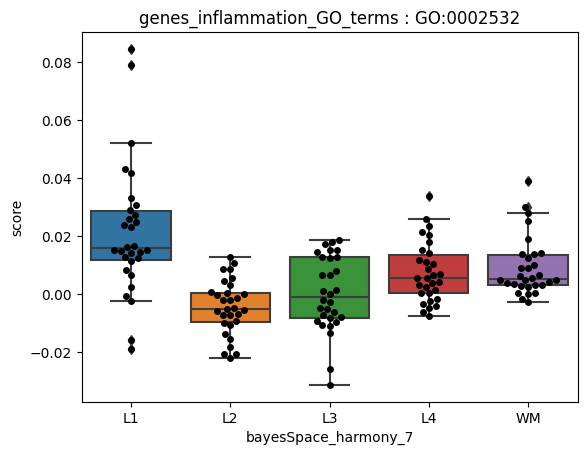 genes_inflammation_GO_terms : GO:0002532
score
0.08
0.06
0.04
0.02
0.00
−0.02
L1 L2 L3 L4 WM
bayesSpace_harmony_7